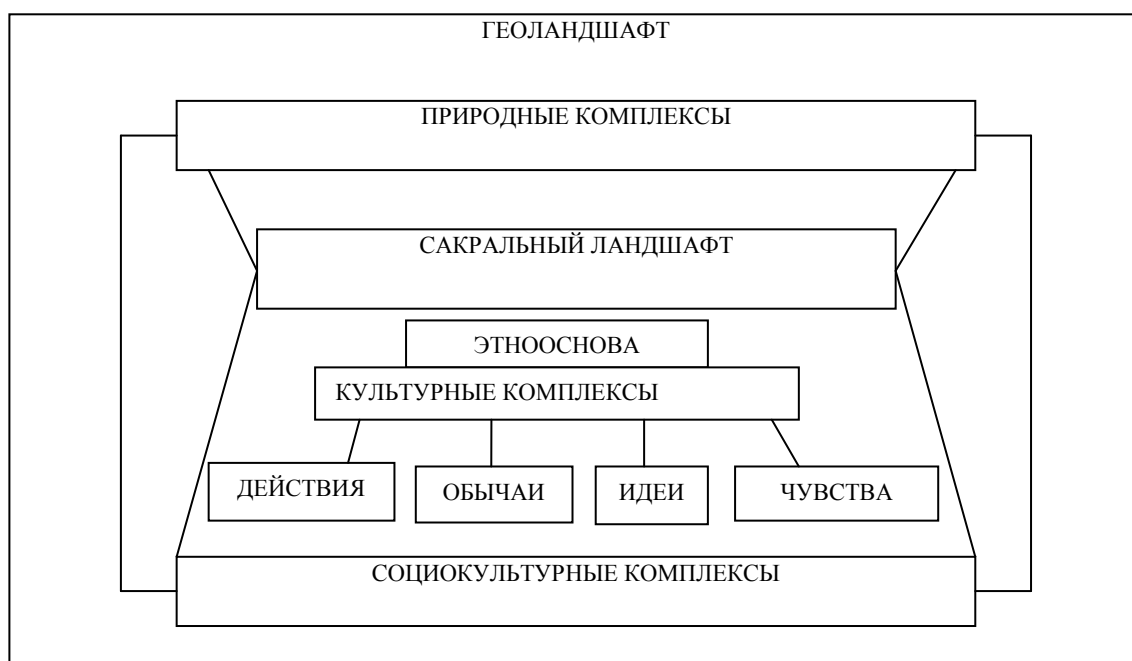 ГЕОЛАНДШАФТ
ПРИРОДНЫЕ КОМПЛЕКСЫ
САКРАЛЬНЫЙ ЛАНДШАФТ
ЭТНООСНОВА
КУЛЬТУРНЫЕ КОМПЛЕКСЫ
ДЕЙСТВИЯ ОБЫЧАИ ИДЕИ ЧУВСТВА
СОЦИОКУЛЬТУРНЫЕ КОМПЛЕКСЫ